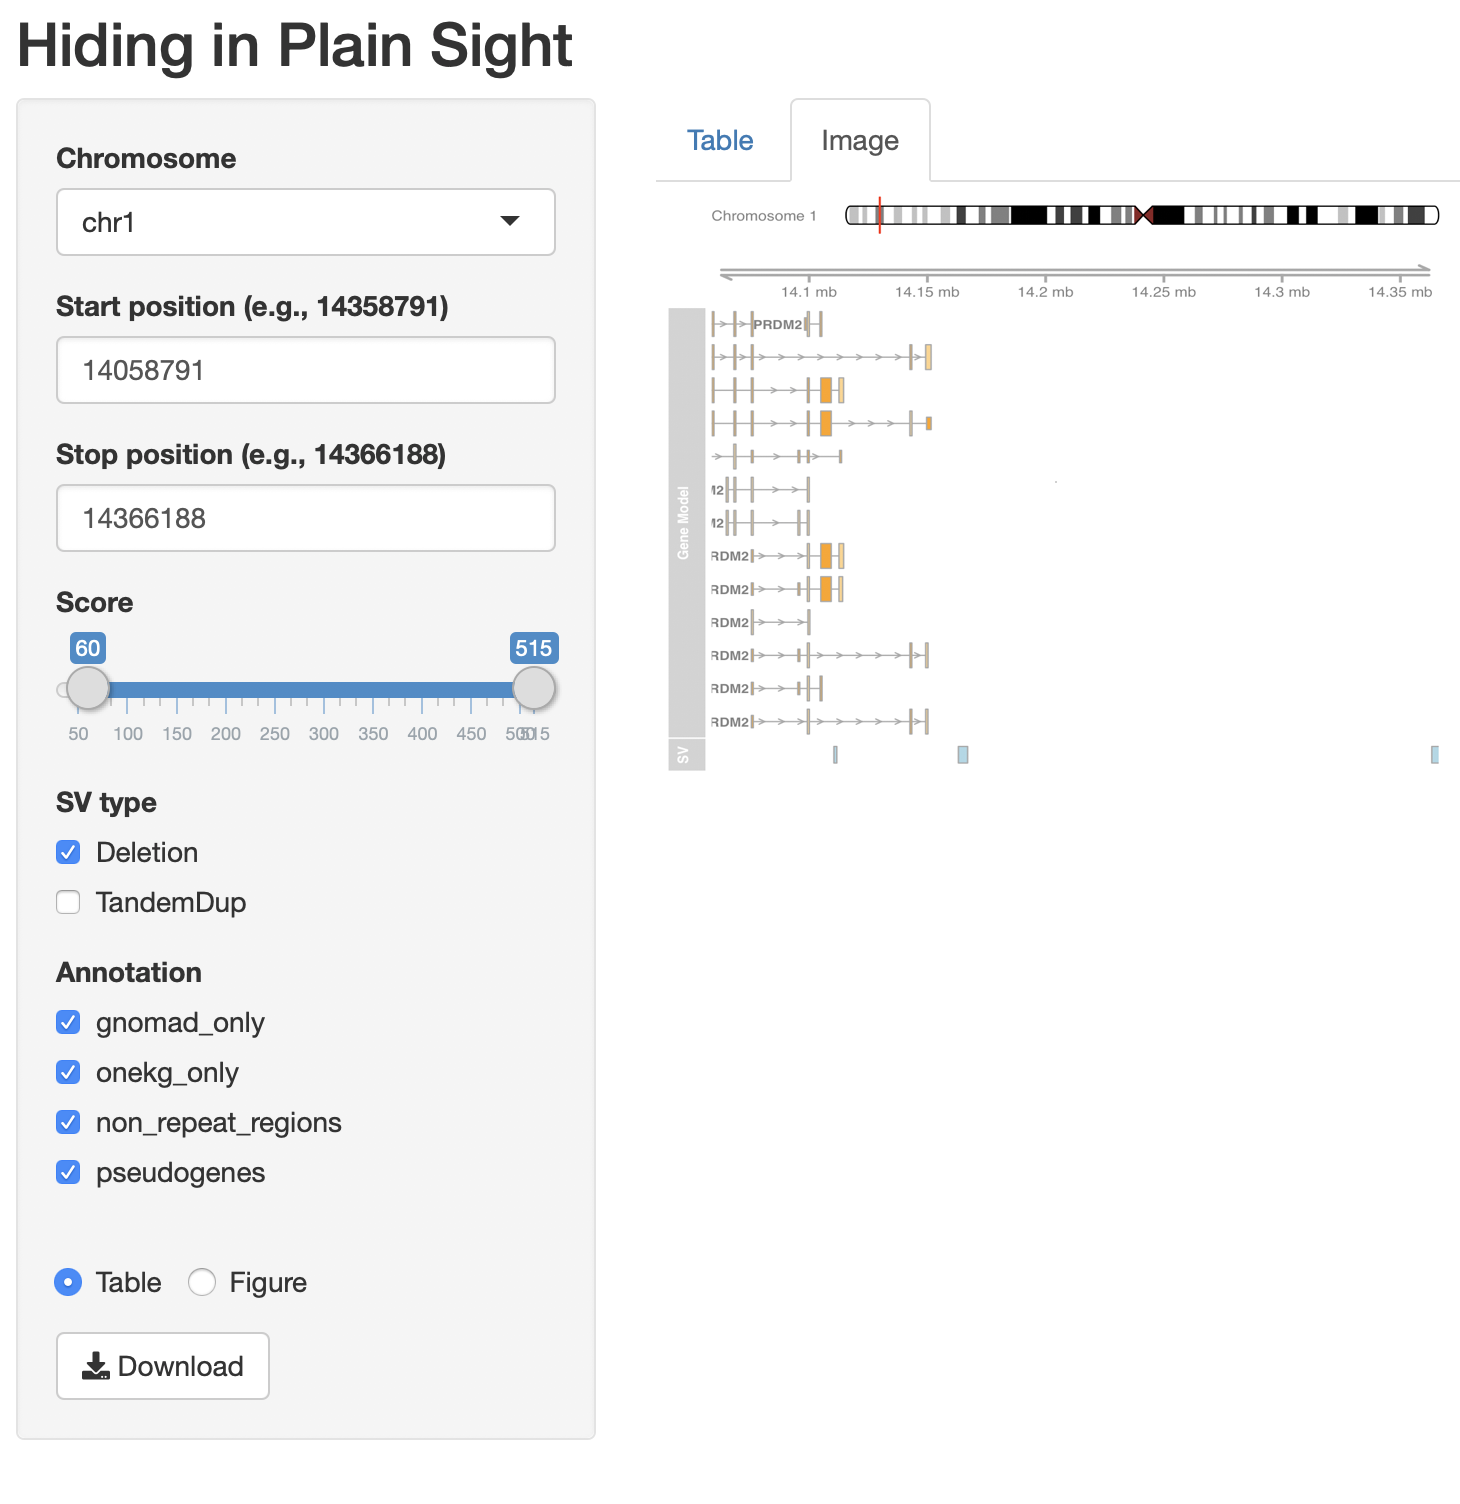 Hiding in Plain Sight
Chromosome
chr1
Start position (e.g., 14358791)
14058791
Stop position (e.g., 14366188)
14366188
Score
60 515
50 100 150 200 250 300 350 400 450 500 515
SV type
Deletion
TandemDup
Annotation
gnomad_only
onekg_only
non_repeat_regions
pseudogenes
Table Figure
Download
Table Image
Chromosome 1
14.1 mb 14.15 mb 14.2 mb 14.25 mb 14.3 mb 14.35 mb
Gene Model
PRDM2
M2
M2
RDM2
RDM2
RDM2
RDM2
RDM2
RDM2
SV